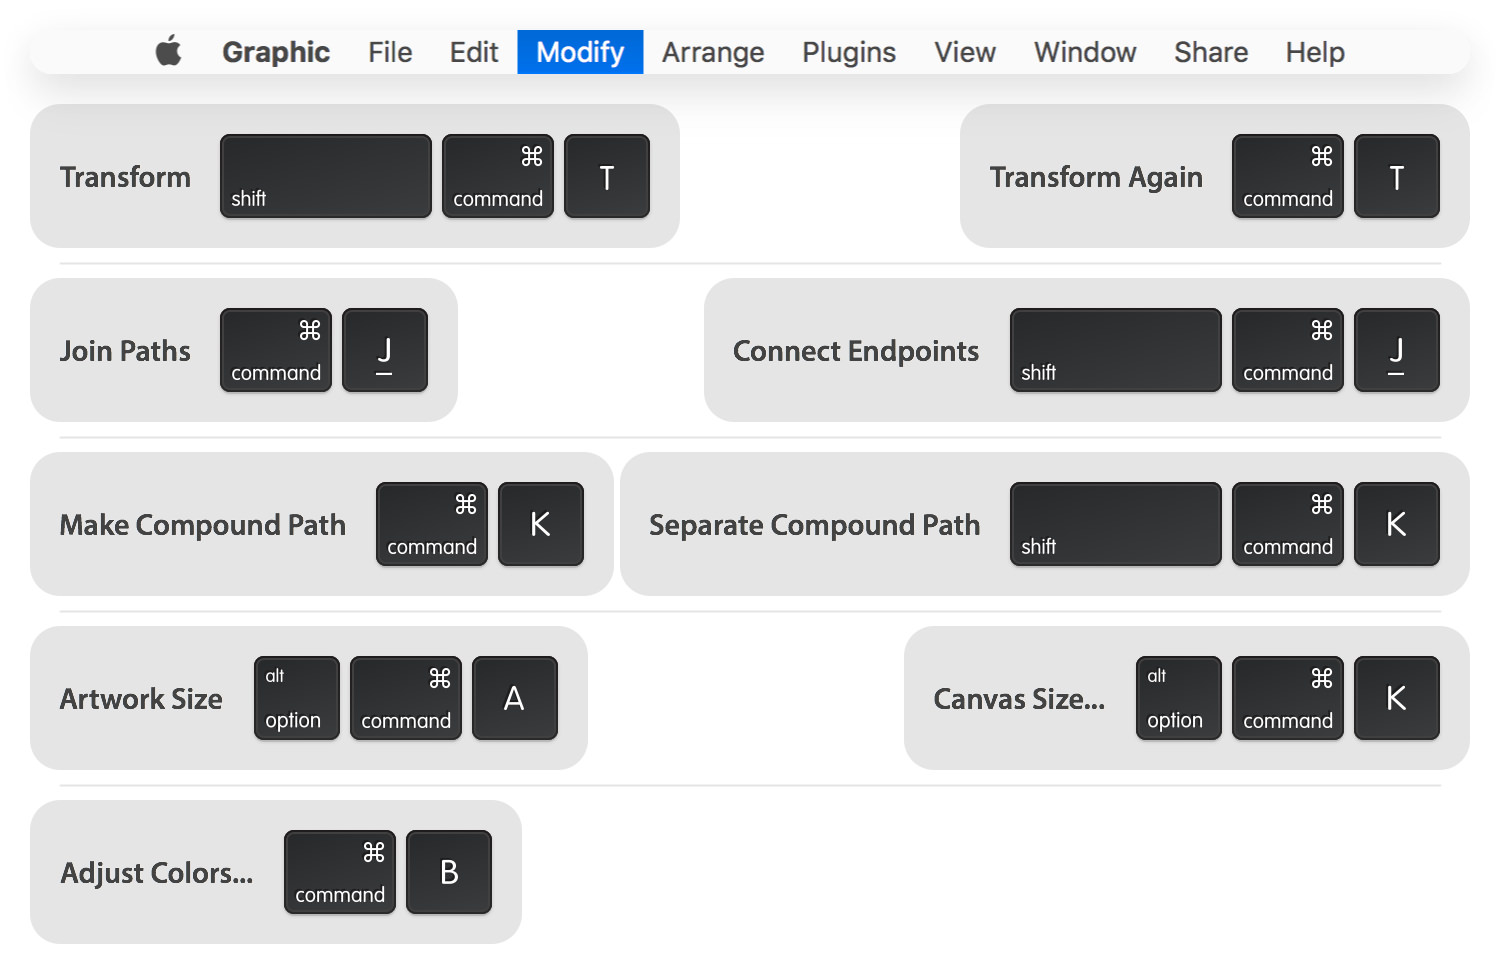 Graphic File Edit Modify Arrange Plugins View Window Share Help
Transform shift ⌘ command T
Transform Again ⌘ command T
Join Paths ⌘ command J
Connect Endpoints shift ⌘ command J
Make Compound Path ⌘ command K
Separate Compound Path shift ⌘ command K
Artwork Size alt option ⌘ command A
Canvas Size... alt option ⌘ command K
Adjust Colors... ⌘ command B